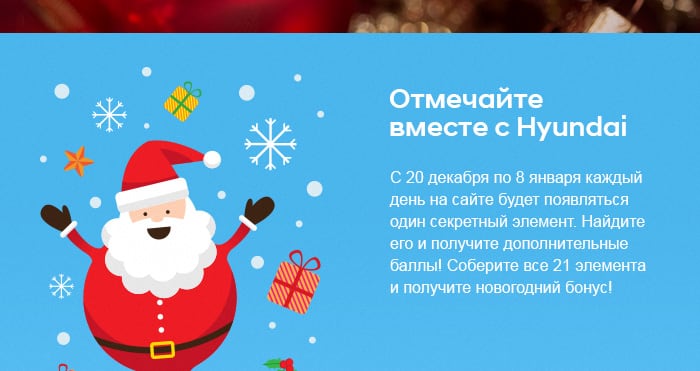 Отмечайте
вместе с Hyundai
С 20 декабря по 8 января каждый
день на сайте будет появляться
один секретный элемент. Найдите
его и получите дополнительные
баллы! Соберите все 21 элемента
и получите новогодний бонус!